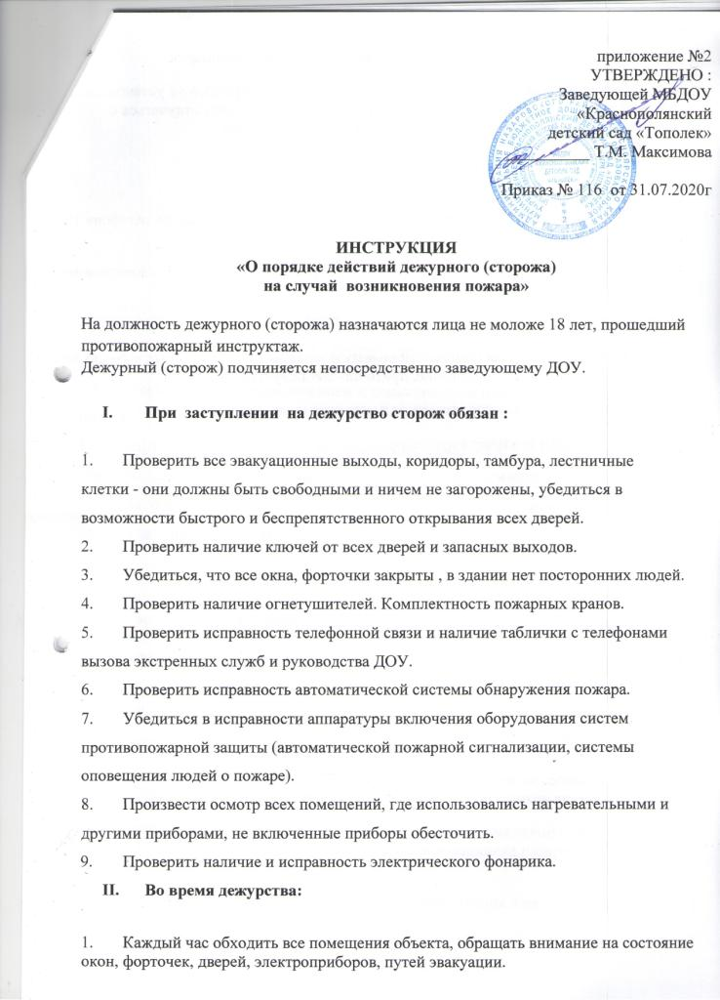 приложение №2
УТВЕРЖДЕНО :
Заведующей МБДОУ
«Краснополянский
детский сад «Тополек»
____________ Т.М. Максимова
Приказ № 116 от 31.07.2020г
ИНСТРУКЦИЯ
«О порядке действий дежурного (сторожа)
на случай возникновения пожара»
На должность дежурного (сторожа) назначаются лица не моложе 18 лет, прошедший
противопожарный инструктаж.
Дежурный (сторож) подчиняется непосредственно заведующему ДОУ.
I. При заступлении на дежурство сторож обязан :
1. Проверить все эвакуационные выходы, коридоры, тамбура, лестничные
клетки - они должны быть свободными и ничем не загорожены, убедиться в
возможности быстрого и беспрепятственного открывания всех дверей.
2. Проверить наличие ключей от всех дверей и запасных выходов.
3. Убедиться, что все окна, форточки закрыты , в здании нет посторонних людей.
4. Проверить наличие огнетушителей. Комплектность пожарных кранов.
5. Проверить исправность телефонной связи и наличие таблички с телефонами
вызова экстренных служб и руководства ДОУ.
6. Проверить исправность автоматической системы обнаружения пожара.
7. Убедиться в исправности аппаратуры включения оборудования систем
противопожарной защиты (автоматической пожарной сигнализации, системы
оповещения людей о пожаре).
8. Произвести осмотр всех помещений, где использовались нагревательными и
другими приборами, не включенные приборы обесточить.
9. Проверить наличие и исправность электрического фонарика.
II. Во время дежурства:
1. Каждый час обходить все помещения объекта, обращать внимание на состояние
окон, форточек, дверей, электроприборов, путей эвакуации.